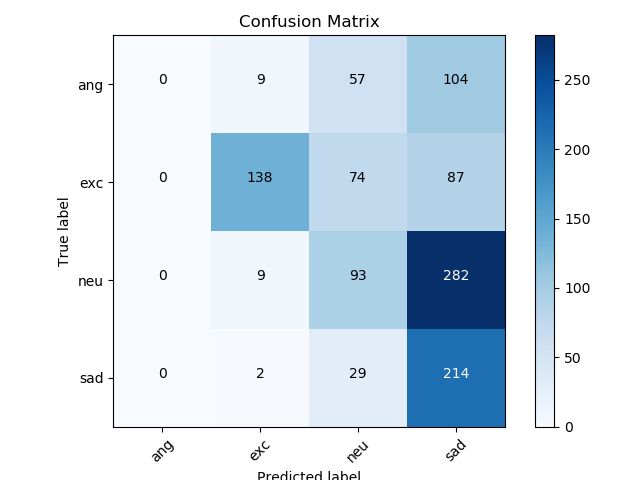 Confusion Matrix
ang 0 9 57 104
exc 0 138 74 87
neu 0 9 93 282
sad 0 2 29 214
ang exc neu sad
True label
Predicted label
250
200
150
100
50
0